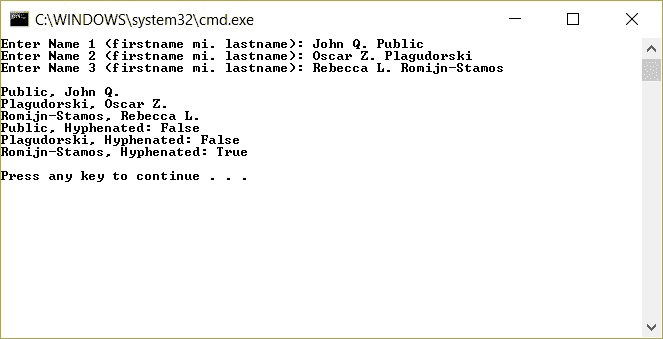 C:\WINDOWS\system32\cmd.exe
Enter Name 1 (firstname mi. lastname): John Q. Public
Enter Name 2 (firstname mi. lastname): Oscar Z. Plagudorski
Enter Name 3 (firstname mi. lastname): Rebecca L. Romijn-Stamos
Public, John Q.
Plagudorski, Oscar Z.
Romijn-Stamos, Rebecca L.
Public, Hyphenated: False
Plagudorski, Hyphenated: False
Romijn-Stamos, Hyphenated: True
Press any key to continue . . .